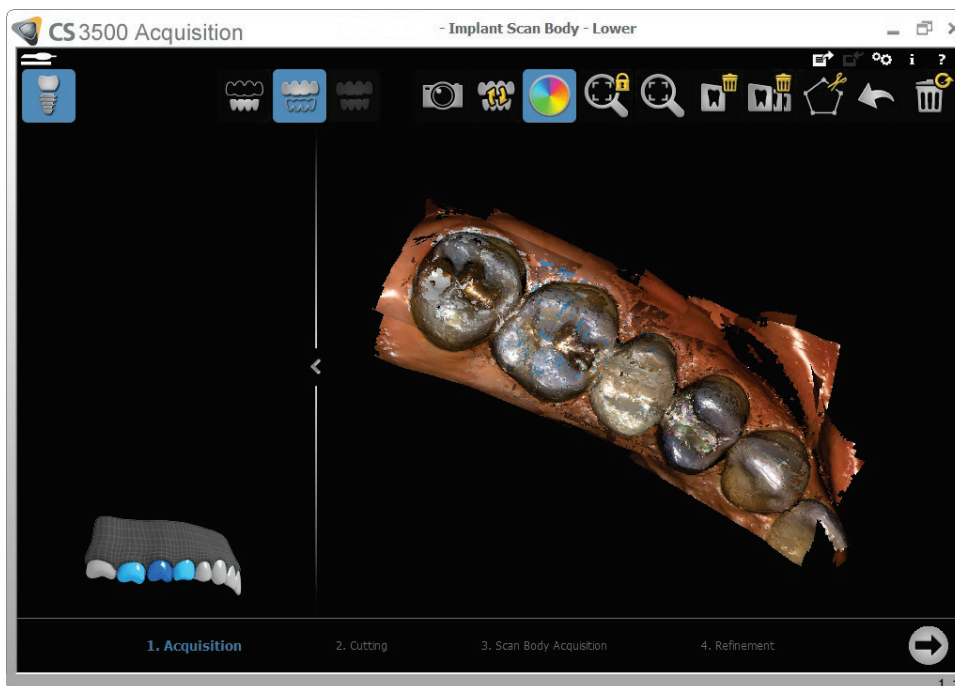 CS 3500 Acquisition
- Implant Scan Body - Lower
i ?
1. Acquisition
2. Cutting
3. Scan Body Acquisition
4. Refinement